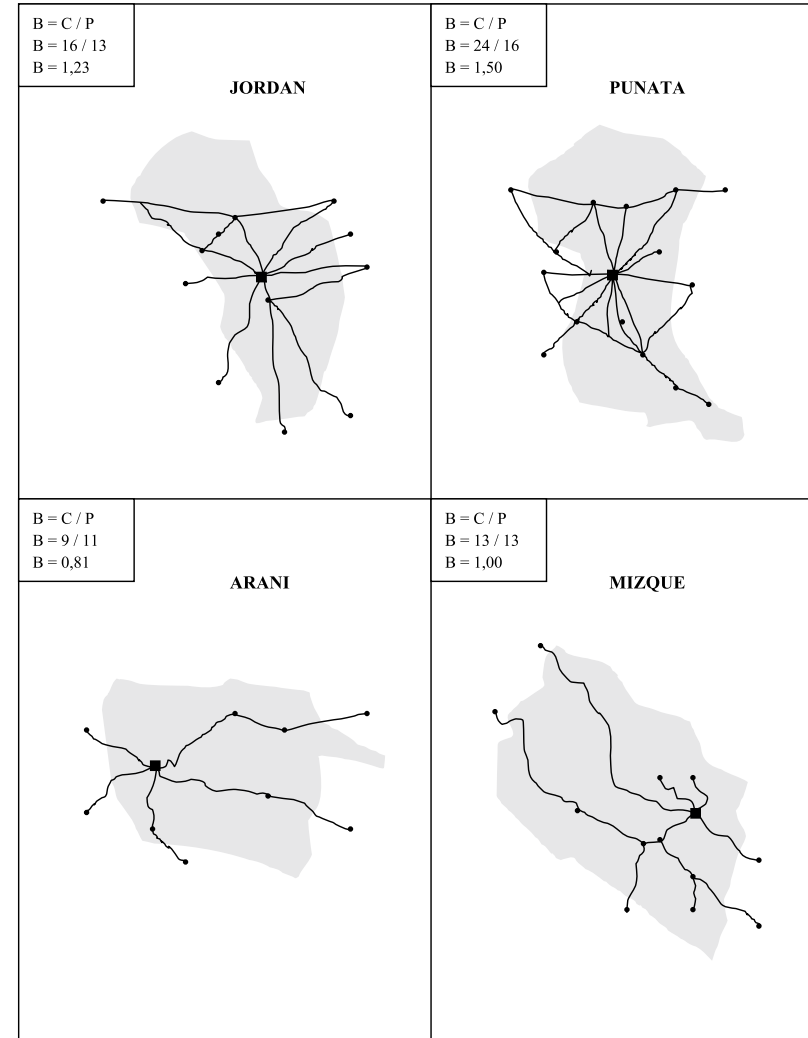 B = C / P
B = 16 / 13
B = 1,23
JORDAN
B = C / P
B = 24 / 16
B = 1,50
PUNATA
B = C / P
B = 9 / 11
B = 0,81
ARANI
B = C / P
B = 13 / 13
B = 1,00
MIZQUE